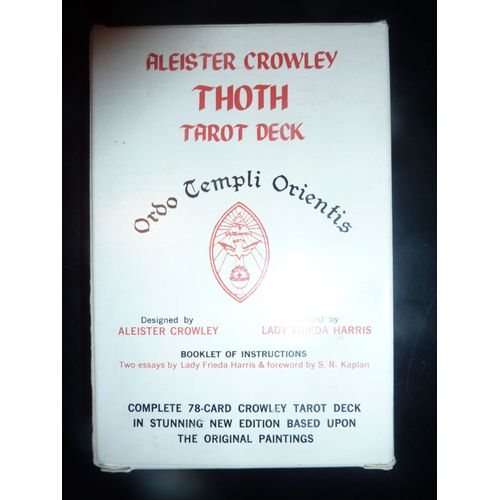 ALEISTER CROWLEY
THOTH
TAROT DECK
Ordo Templi Orientis
Designed by
ALEISTER CROWLEY
by
LADY FRIEDA HARRIS
BOOKLET OF INSTRUCTIONS
Two essays by Lady Frieda Harris & foreword by S. R. Kaplan
COMPLETE 78-CARD CROWLEY TAROT DECK
IN STUNNING NEW EDITION BASED UPON
THE ORIGINAL PAINTINGS